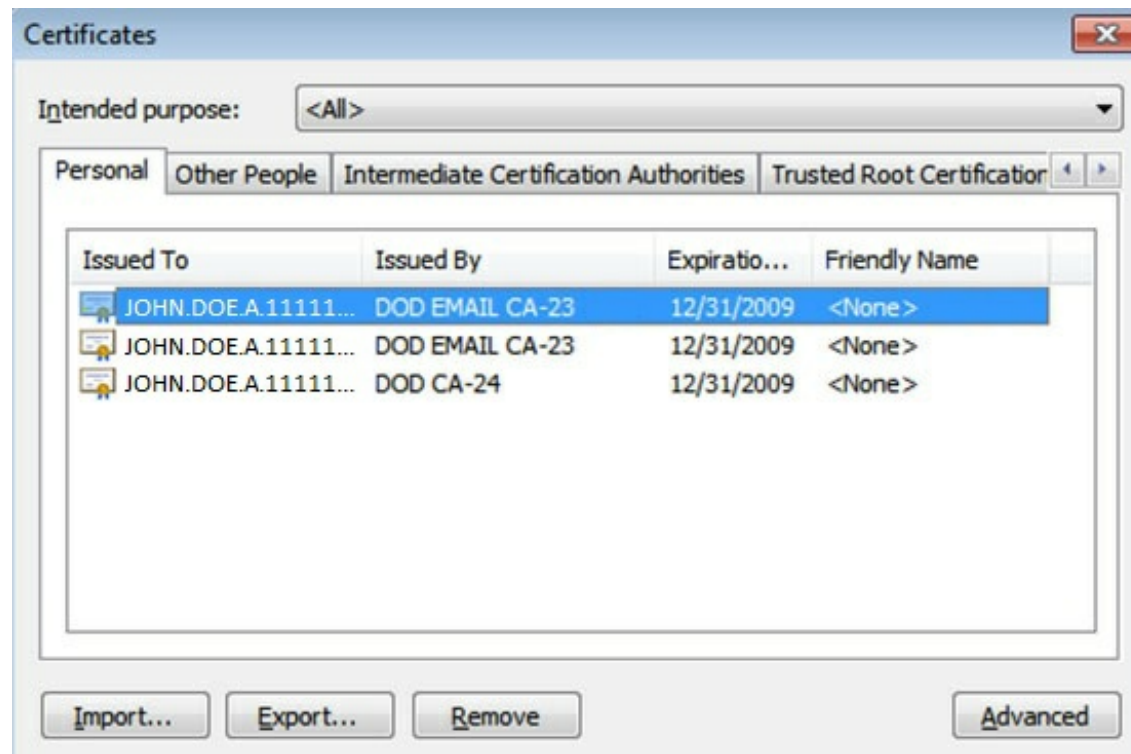 Certificates
Intended purpose: <All>
Personal Other People Intermediate Certification Authorities Trusted Root Certification
Issued To Issued By Expiratio... Friendly Name
JOHN.DOE.A.11111... DOD EMAIL CA-23 12/31/2009 <None>
JOHN.DOE.A.11111... DOD EMAIL CA-23 12/31/2009 <None>
JOHN.DOE.A.11111... DOD CA-24 12/31/2009 <None>
Import... Export... Remove Advanced